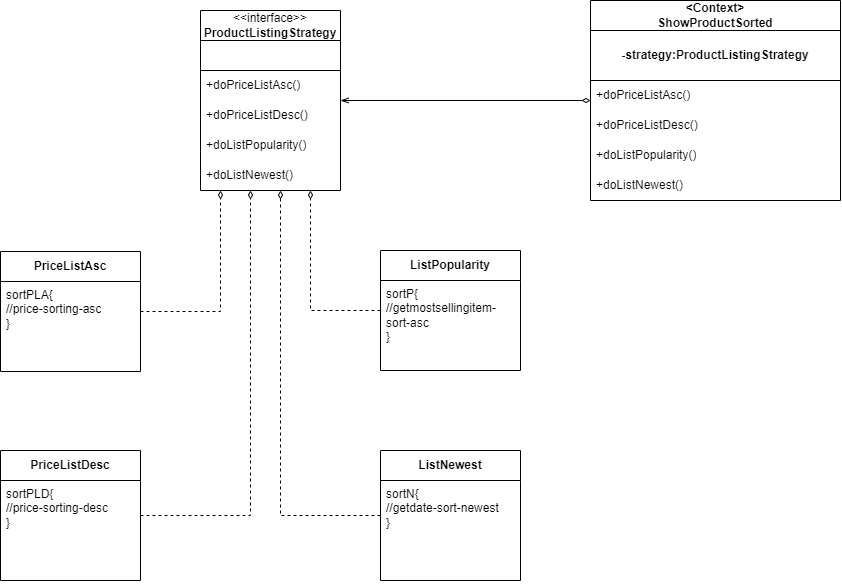 <<interface>>
ProductListingStrategy
+doPriceListAsc()
+doPriceListDesc()
+doListPopularity()
+doListNewest()
<Context>
ShowProductSorted
-strategy:ProductListingStrategy
+doPriceListAsc()
+doPriceListDesc()
+doListPopularity()
+doListNewest()
PriceListAsc
sortPLA{
//price-sorting-asc
}
ListPopularity
sortP{
//getmostsellingitem-
sort-asc
}
PriceListDesc
sortPLD{
//price-sorting-desc
}
ListNewest
sortN{
//getdate-sort-newest
}